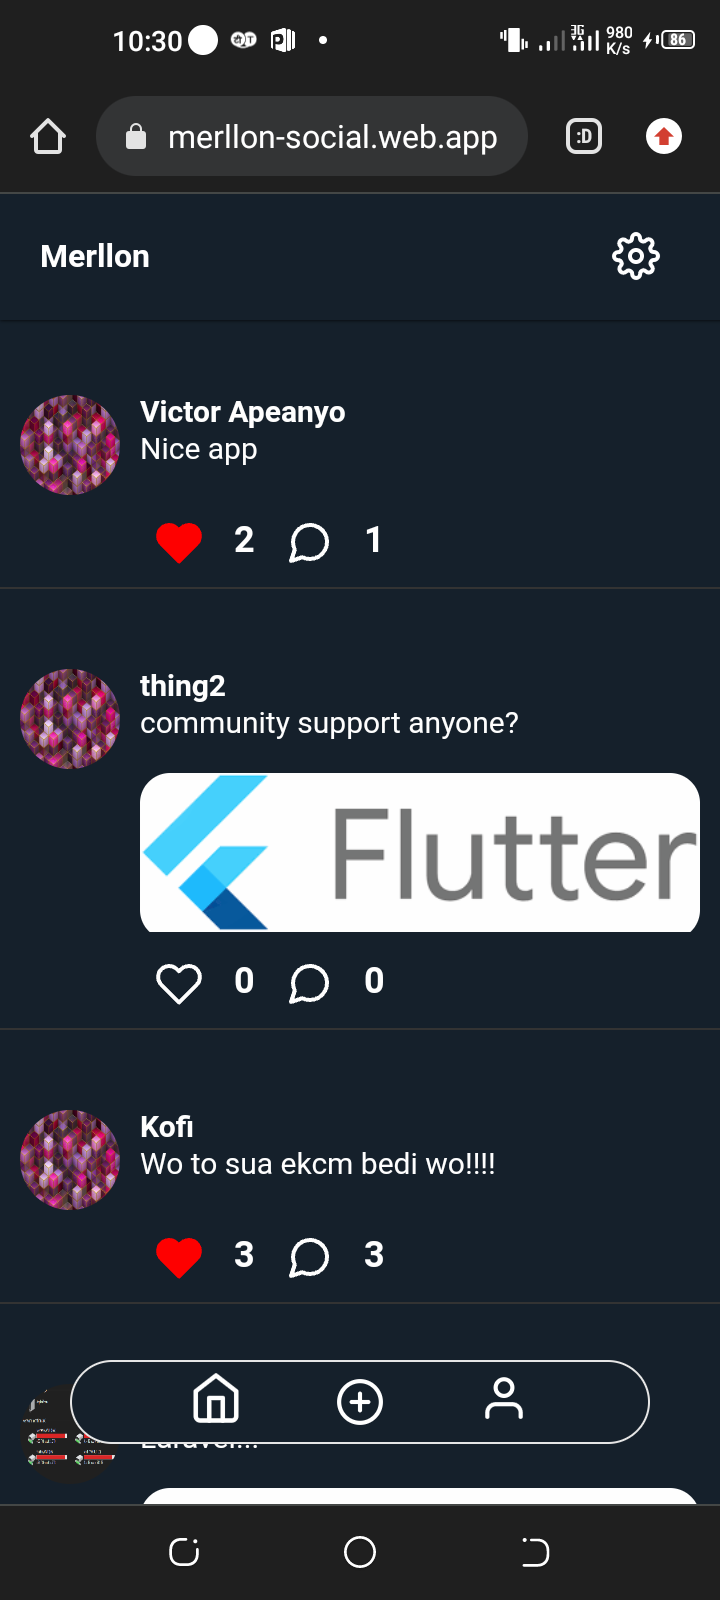 10:30
3G
980
K/s
86
merllon-social.web.app
:D
Merllon
Victor Apeanyo
Nice app
2 1
thing2
community support anyone?
Flutter
0 0
Kofi
Wo to sua ekcm bedi wo!!!!
3 3